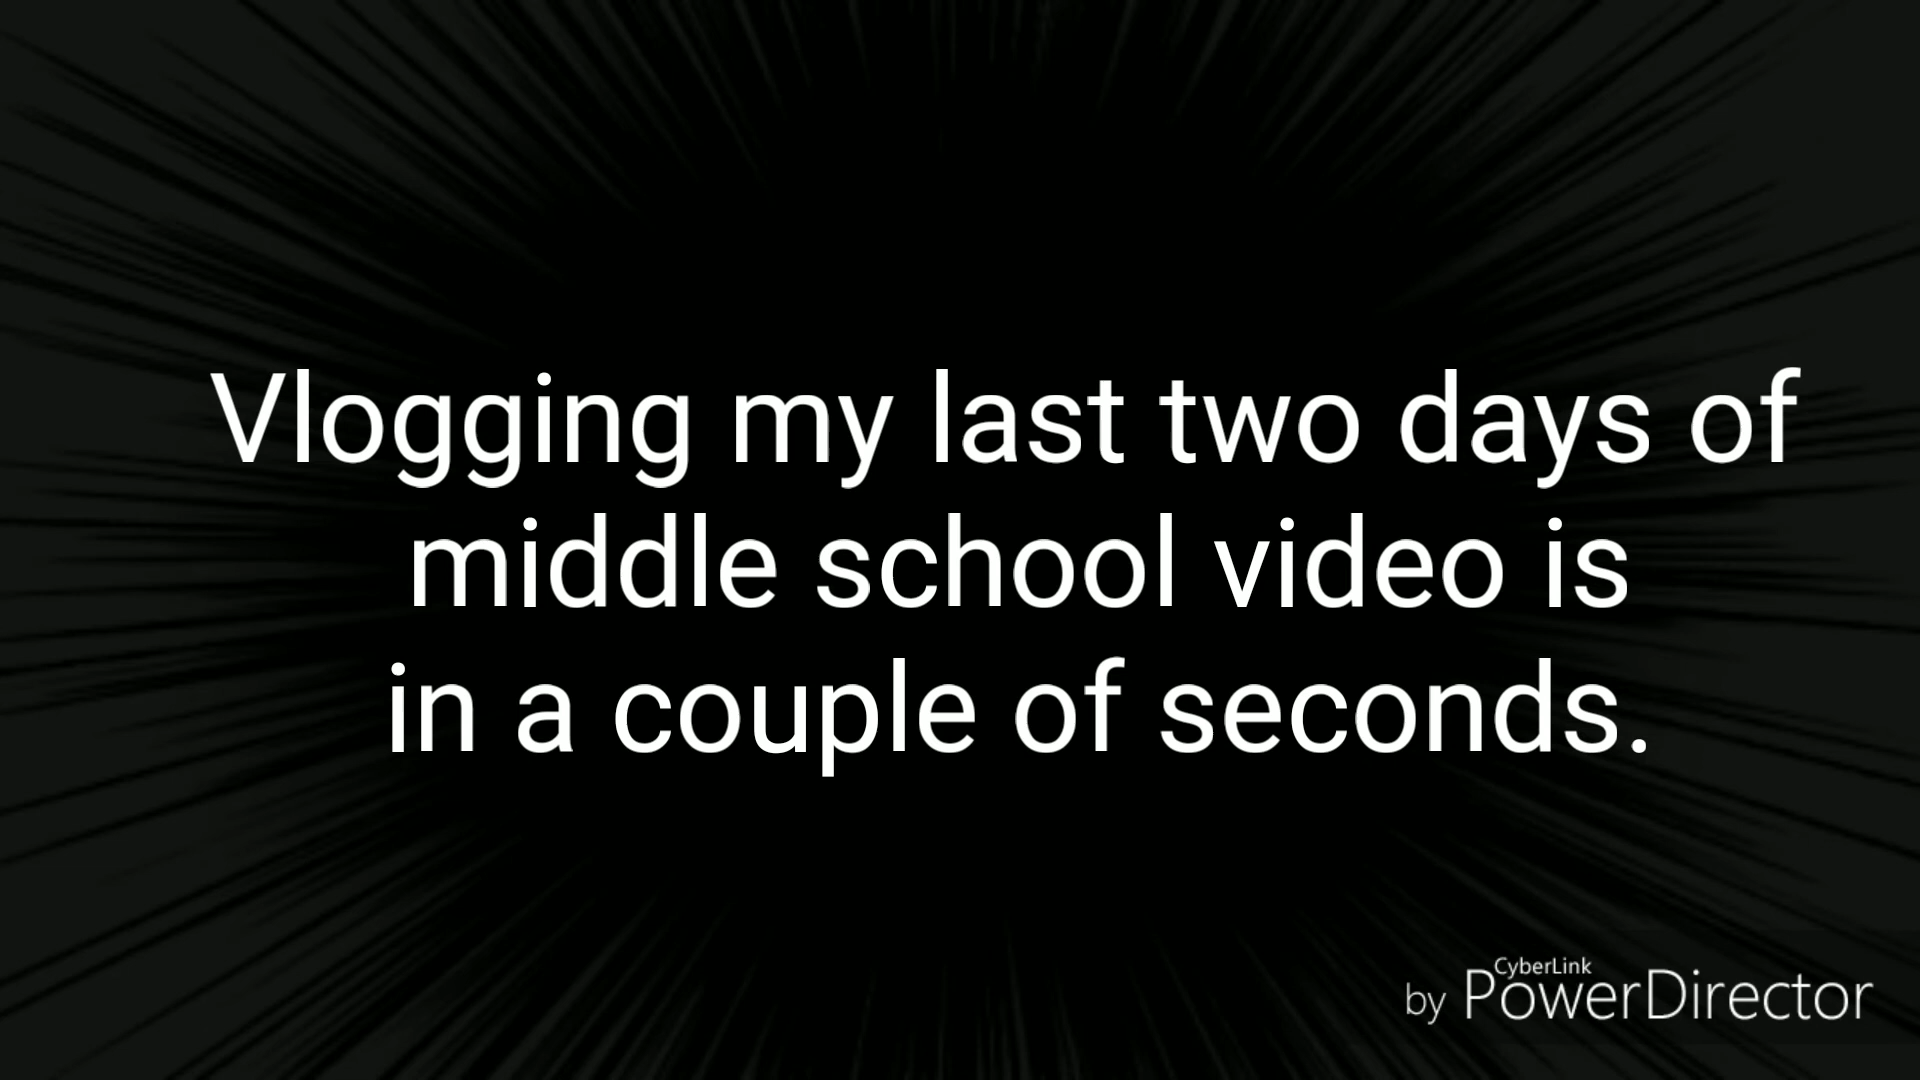 Vlogging my last two days of
middle school video is
in a couple of seconds.
CyberLink
by PowerDirector